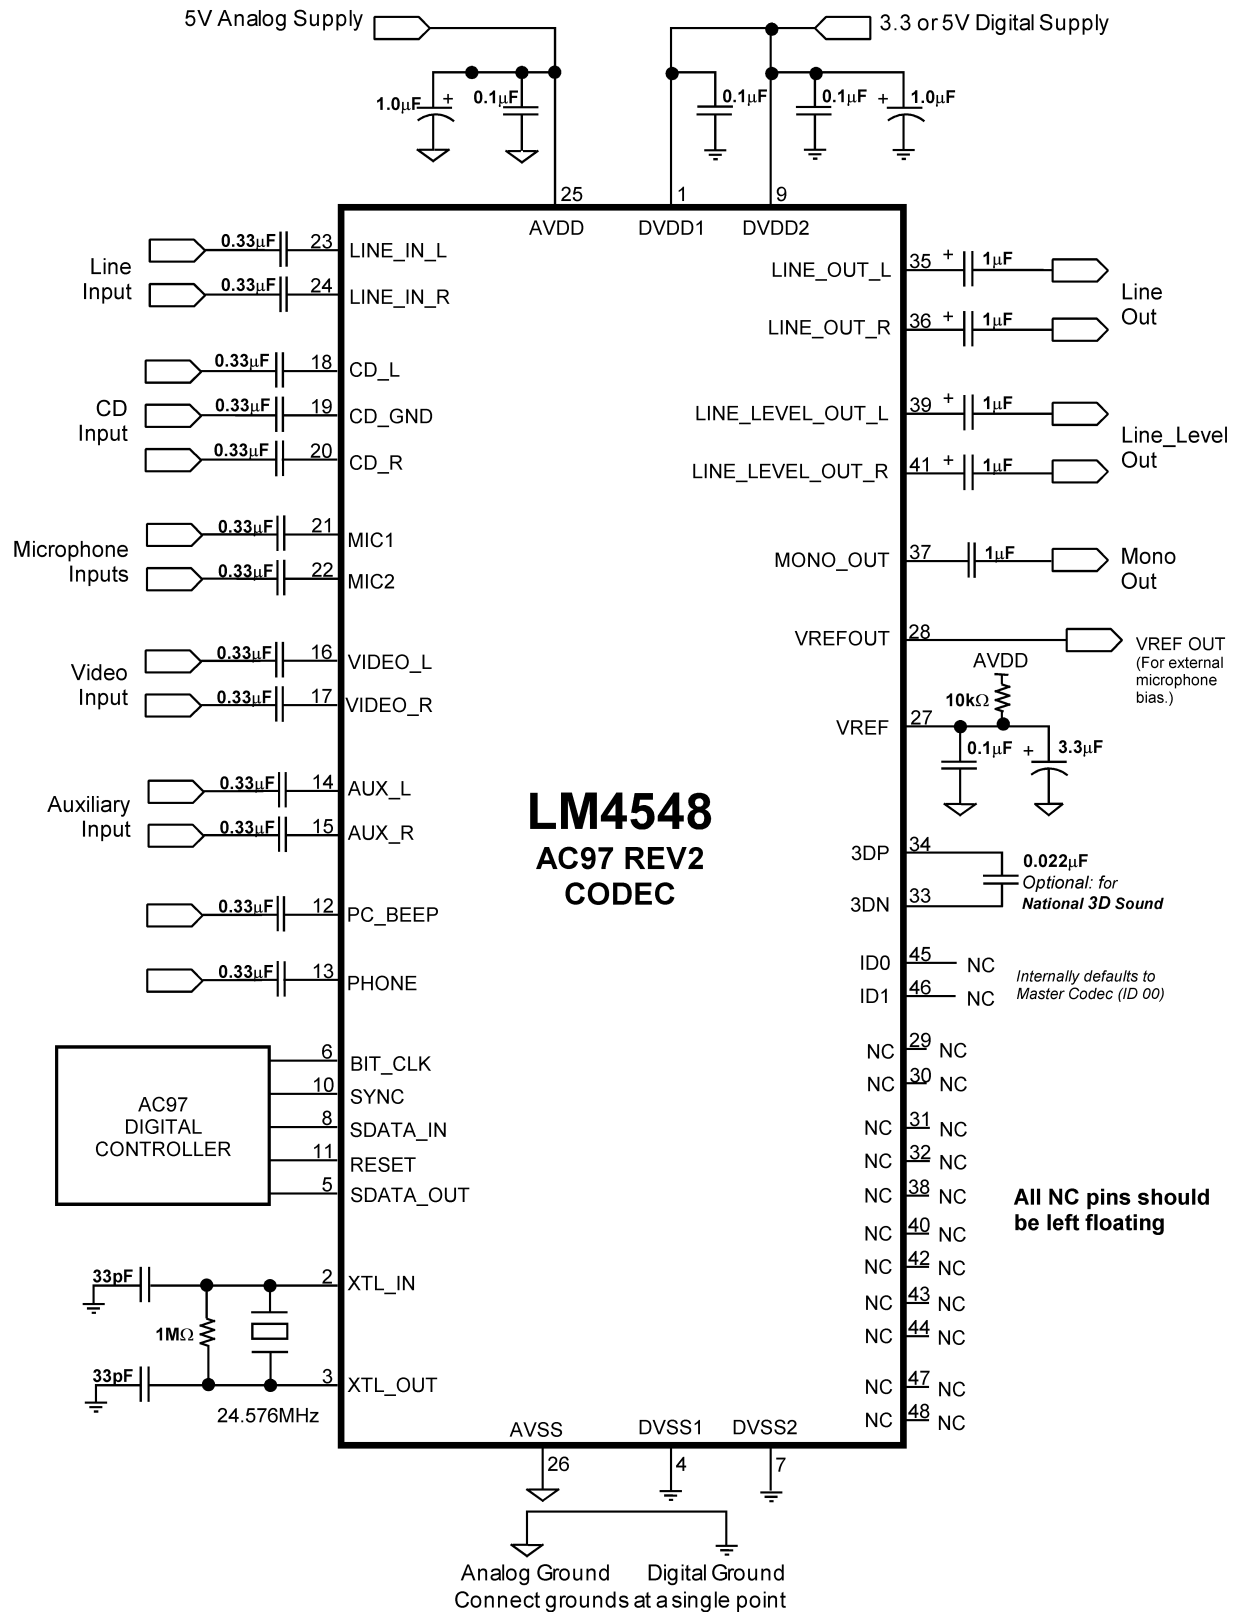 5V Analog Supply
3.3 or 5V Digital Supply
1.0µF +
0.1µF
0.1µF
0.1µF
+ 1.0µF
25
1
9
AVDD
DVDD1
DVDD2
Line
Input
0.33µF
23
LINE_IN_L
0.33µF
24
LINE_IN_R
CD
Input
0.33µF
18
CD_L
0.33µF
19
CD_GND
0.33µF
20
CD_R
Microphone
Inputs
0.33µF
21
MIC1
0.33µF
22
MIC2
Video
Input
0.33µF
16
VIDEO_L
0.33µF
17
VIDEO_R
Auxiliary
Input
0.33µF
14
AUX_L
0.33µF
15
AUX_R
0.33µF
12
PC_BEEP
0.33µF
13
PHONE
AC97
DIGITAL
CONTROLLER
6
BIT_CLK
10
SYNC
8
SDATA_IN
11
RESET
5
SDATA_OUT
33pF
2
XTL_IN
1MΩ
33pF
3
XTL_OUT
24.576MHz
LM4548
AC97 REV2
CODEC
LINE_OUT_L
35
+
1µF
LINE_OUT_R
36
+
1µF
Line
Out
LINE_LEVEL_OUT_L
39
+
1µF
LINE_LEVEL_OUT_R
41
+
1µF
Line_Level
Out
MONO_OUT
37
1µF
Mono
Out
VREFOUT
28
VREF OUT
(For external
microphone
bias.)
AVDD
10kΩ
VREF
27
0.1µF
+
3.3µF
3DP
34
3DN
33
0.022µF
Optional: for
National 3D Sound
ID0
45
NC
ID1
46
NC
Internally defaults to
Master Codec (ID 00)
NC 29 NC
NC 30 NC
NC 31 NC
NC 32 NC
NC 38 NC
NC 40 NC
NC 42 NC
NC 43 NC
NC 44 NC
NC 47 NC
NC 48 NC
All NC pins should
be left floating
AVSS
DVSS1
DVSS2
26
4
7
Analog Ground
Digital Ground
Connect grounds at a single point